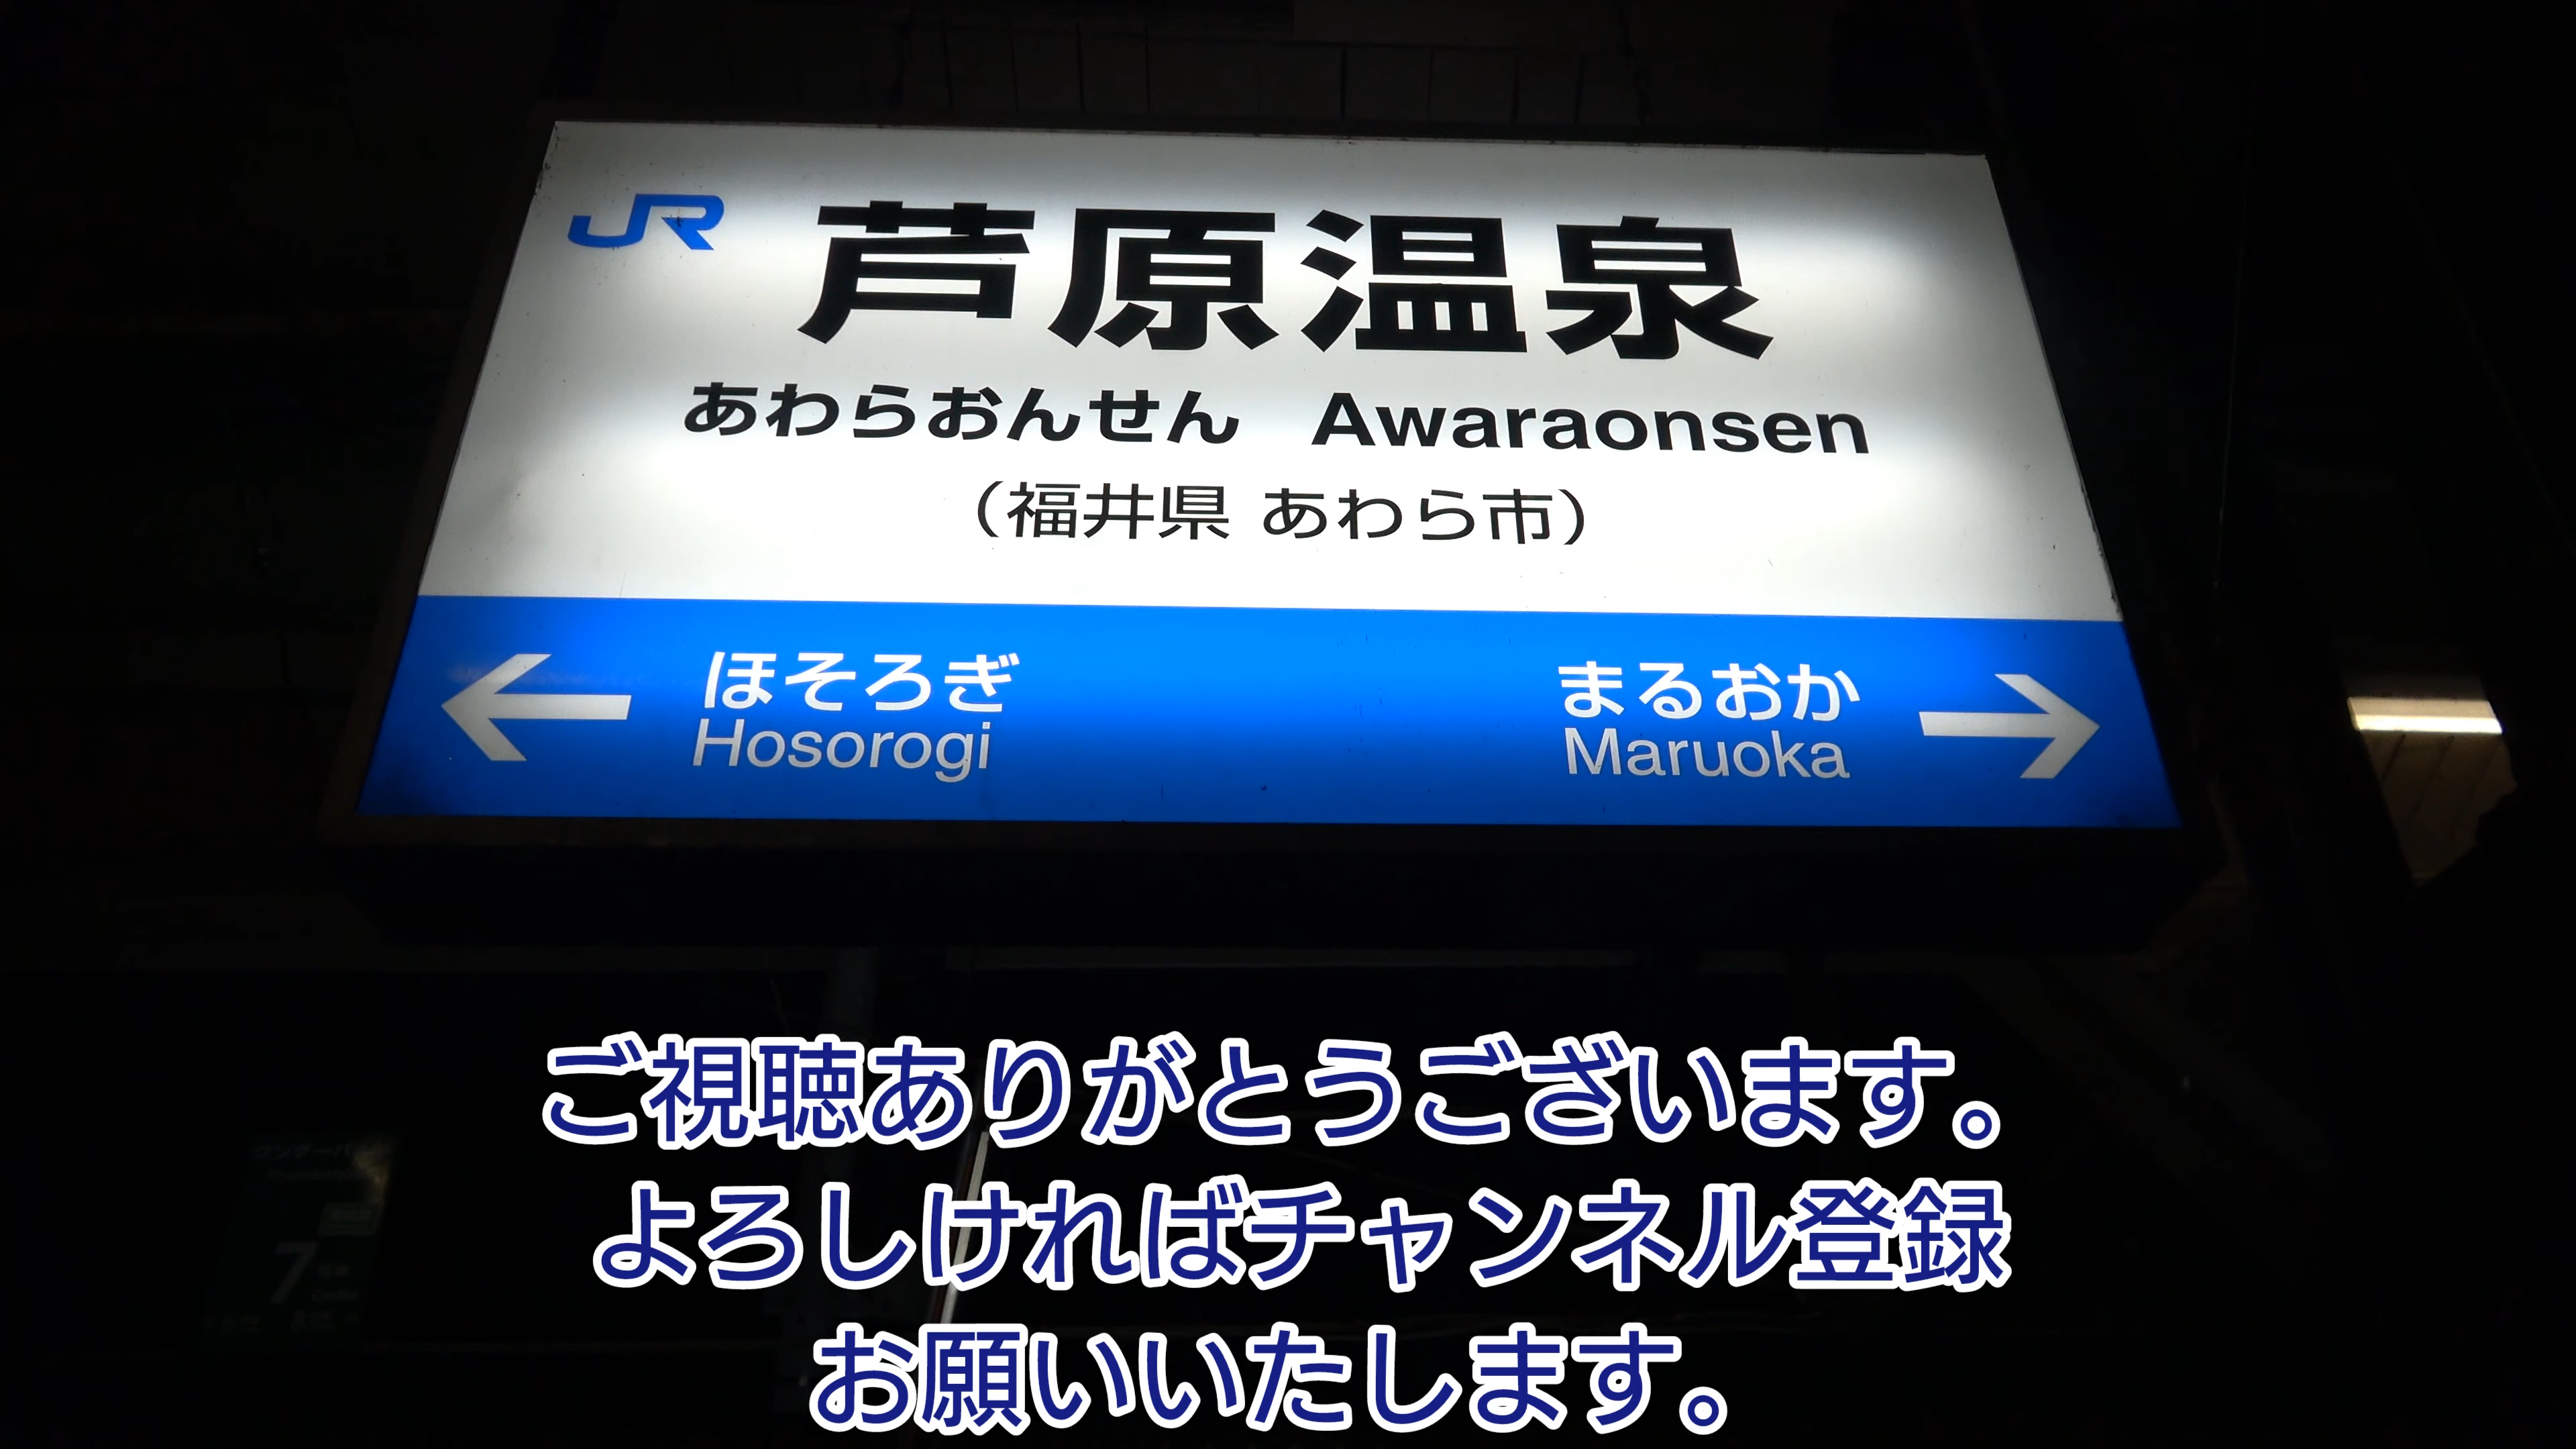 JR 芦原温泉
あわらおんせん Awaraonsen
（福井県 あわら市）
← ほそろぎ まるおか →
Hosorogi Maruoka
ご視聴ありがとうございます。
よろしければチャンネル登録
お願いいたします。
7